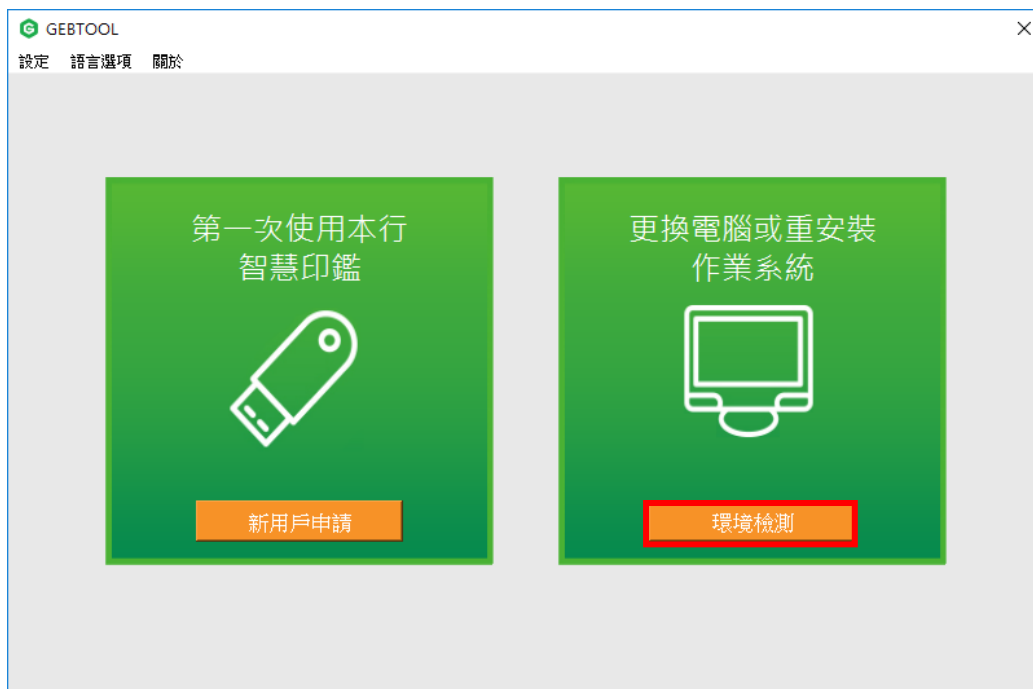 GEBTOOL
設定 語言選項 關於
第一次使用本行
智慧印鑑
新用戶申請
更換電腦或重安裝
作業系統
環境檢測